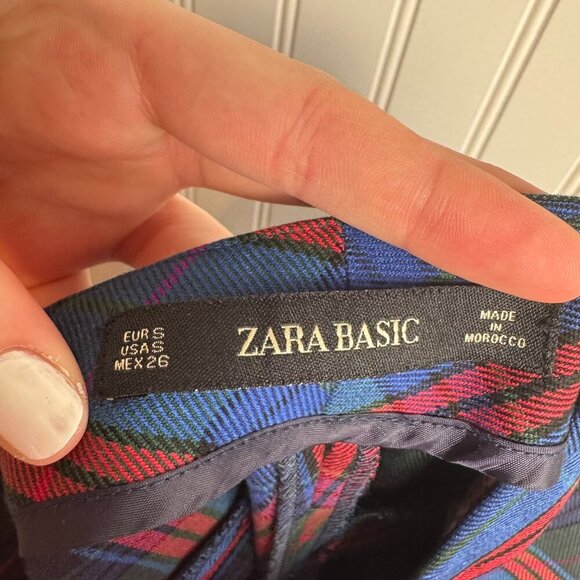 EUR S
USA S
MEX 26
ZARA BASIC
MADE
IN
MOROCCO